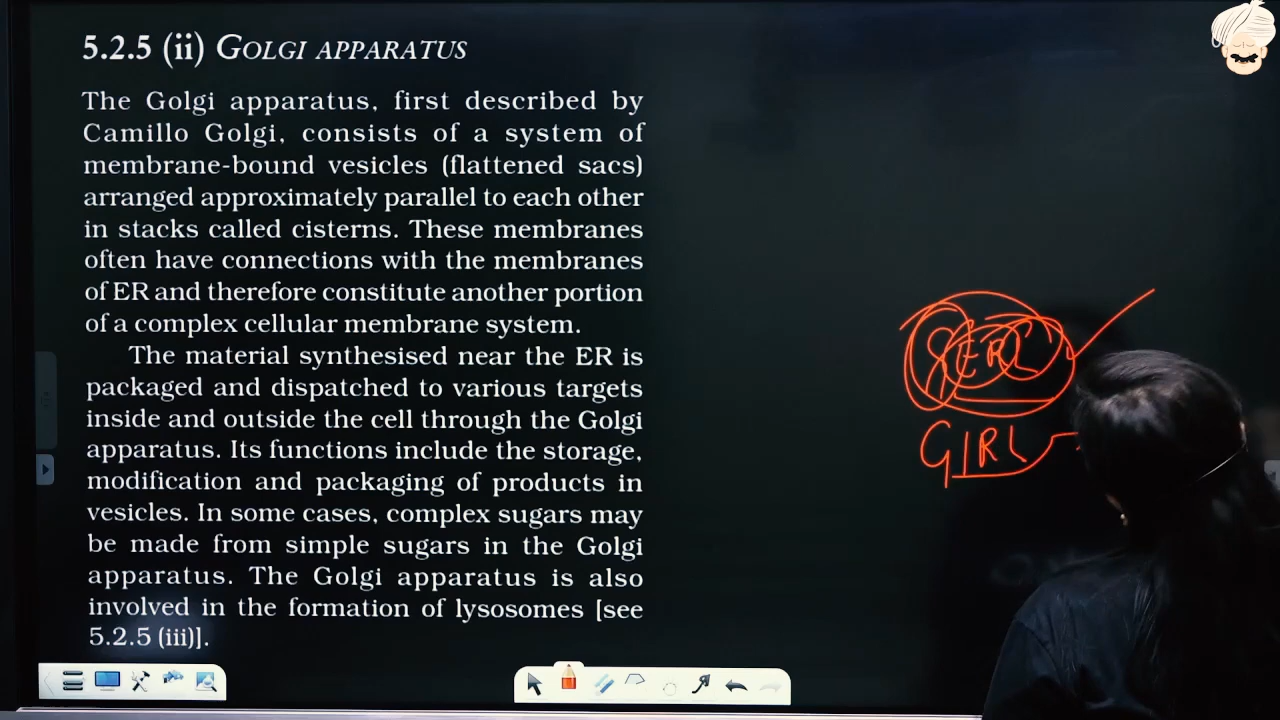 5.2.5 (ii) GOLGI APPARATUS
The Golgi apparatus, first described by
Camillo Golgi, consists of a system of
membrane-bound vesicles (flattened sacs)
arranged approximately parallel to each other
in stacks called cisterns. These membranes
often have connections with the membranes
of ER and therefore constitute another portion
of a complex cellular membrane system.
The material synthesised near the ER is
packaged and dispatched to various targets
inside and outside the cell through the Golgi
apparatus. Its functions include the storage,
modification and packaging of products in
vesicles. In some cases, complex sugars may
be made from simple sugars in the Golgi
apparatus. The Golgi apparatus is also
involved in the formation of lysosomes [see
5.2.5 (iii)].
GIRL